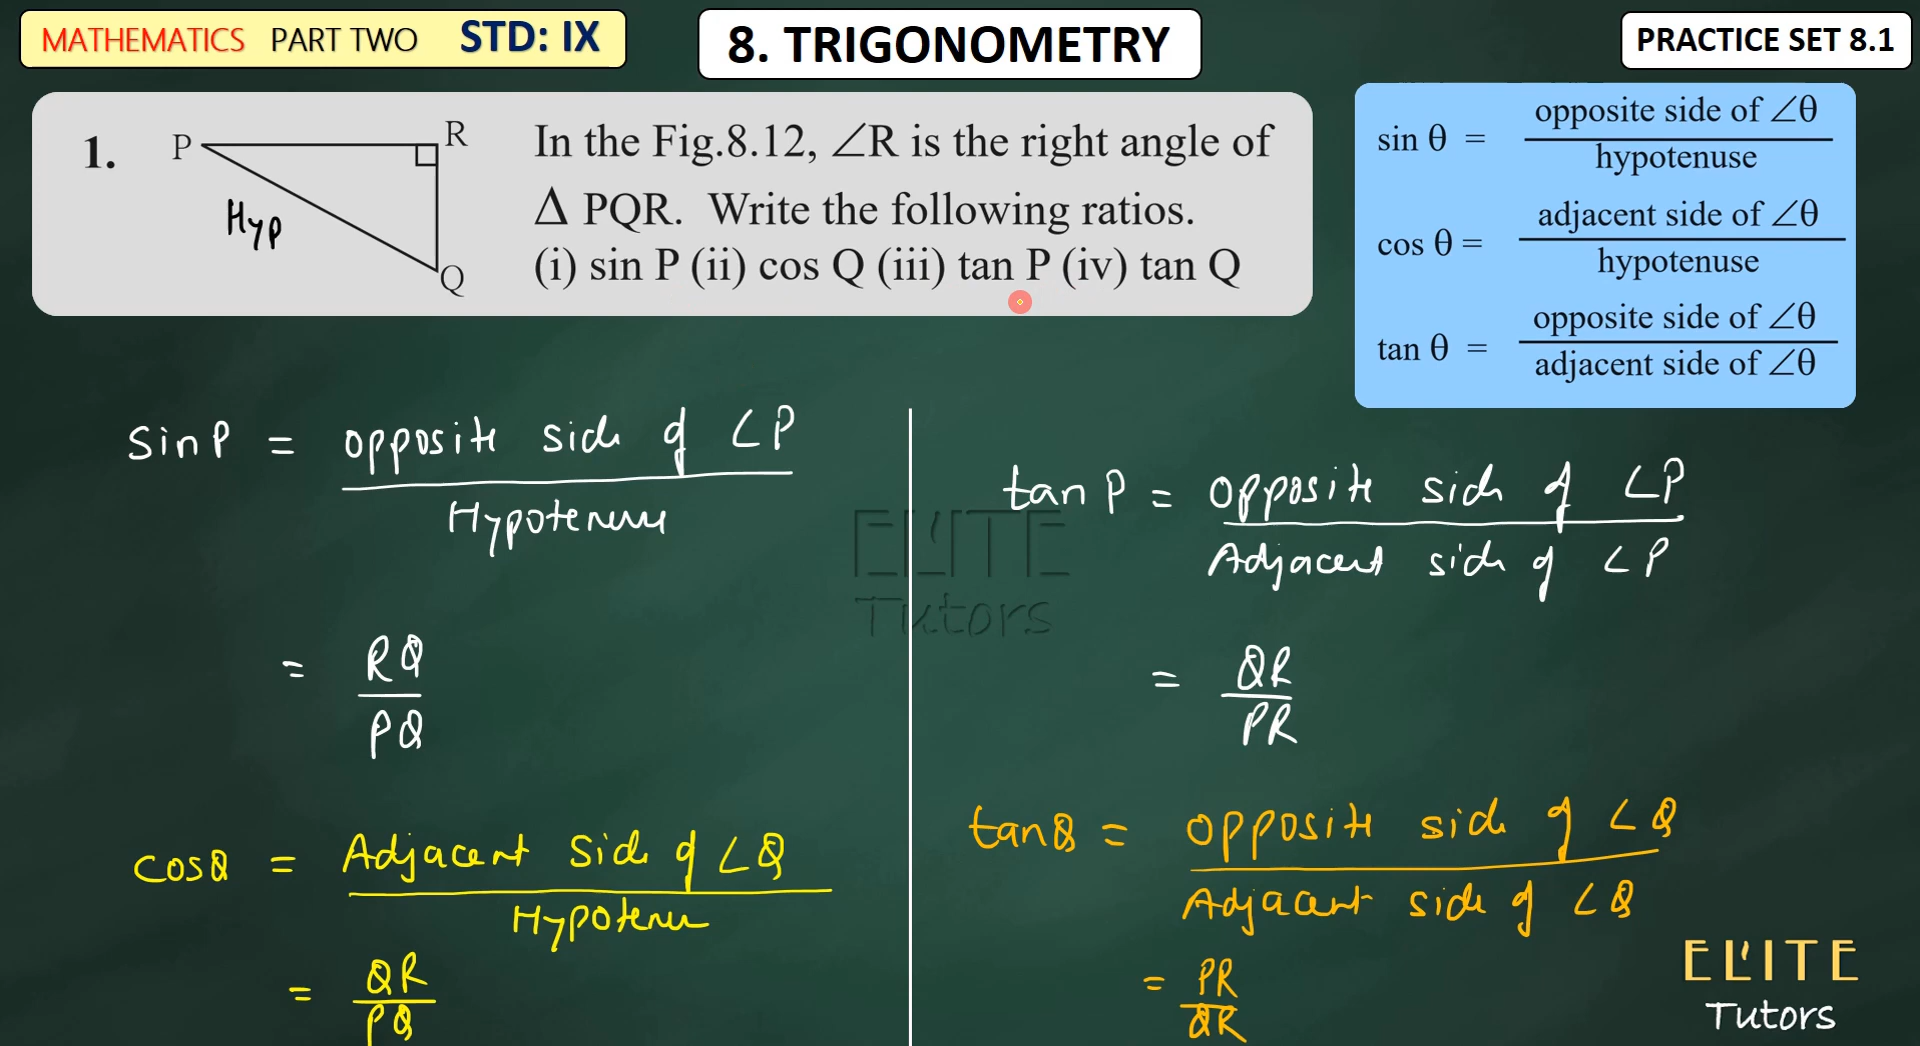 MATHEMATICS PART TWO STD: IX
8. TRIGONOMETRY
PRACTICE SET 8.1
1.
P
R
Q
Hyp
In the Fig.8.12, ∠R is the right angle of
Δ PQR. Write the following ratios.
(i) sin P (ii) cos Q (iii) tan P (iv) tan Q
sin θ = opposite side of ∠θ
hypotenuse
cos θ = adjacent side of ∠θ
hypotenuse
tan θ = opposite side of ∠θ
adjacent side of ∠θ
sin P = opposite side of ∠P
Hypotenuse
= RQ
PQ
cos Q = Adjacent side of ∠Q
Hypotenu
= QR
PQ
tan P = opposite side of ∠P
Adjacent side of ∠P
= QR
PR
tan Q = opposite side of ∠Q
Adjacent side of ∠Q
= PR
QR
ELITE
Tutors
ELITE
Tutors